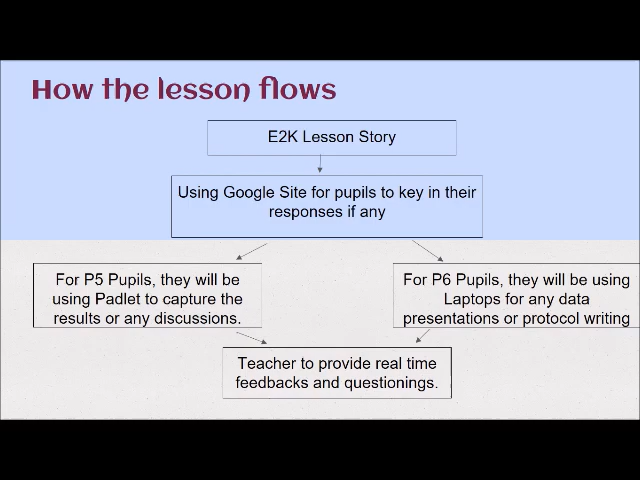 How the lesson flows
E2K Lesson Story
Using Google Site for pupils to key in their
responses if any
For P5 Pupils, they will be
using Padlet to capture the
results or any discussions.
For P6 Pupils, they will be using
Laptops for any data
presentations or protocol writing
Teacher to provide real time
feedbacks and questionings.